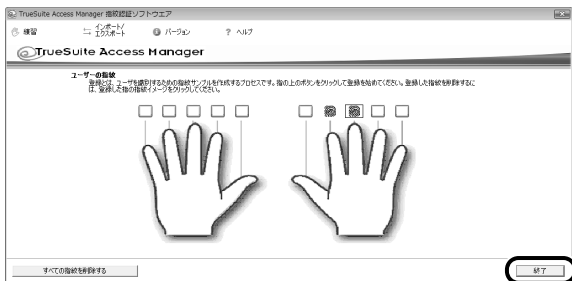 TrueSuite Access Manager 指紋認証ソフトウエア
練習
インポート/
エクスポート
バージョン
? ヘルプ
TrueSuite Access Manager
ユーザーの指紋
登録とは、ユーザを識別するための指紋サンプルを作成するプロセスです。指の上のボタンをクリックして登録を始めてください。登録した指紋を削除するに
は、登録した指の指紋イメージをクリックしてください。
すべての指紋を削除する
終了